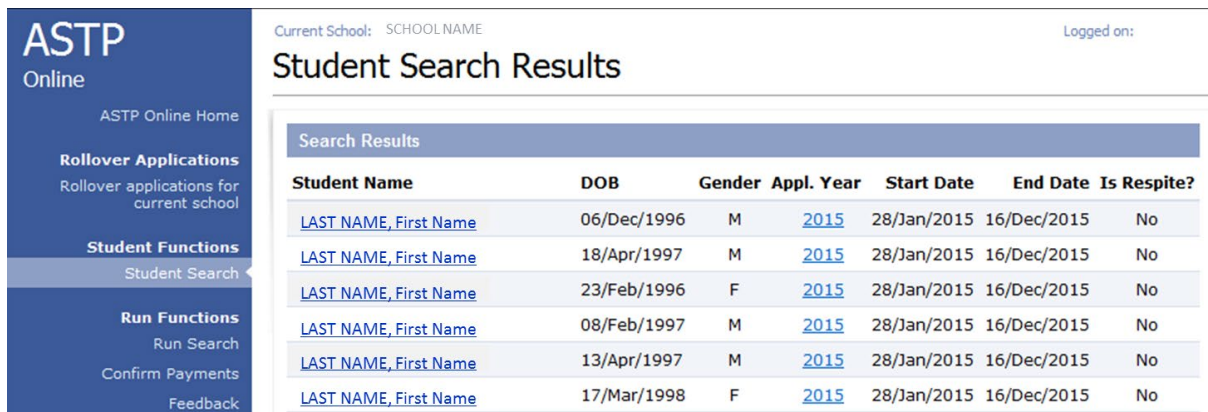 ASTP
Online
ASTP Online Home
Rollover Applications
Rollover applications for
current school
Student Functions
Student Search
Run Functions
Run Search
Confirm Payments
Feedback
Current School: SCHOOL NAME Logged on:
Student Search Results
Search Results
Student Name DOB Gender Appl. Year Start Date End Date Is Respite?
LAST NAME, First Name 06/Dec/1996 M 2015 28/Jan/2015 16/Dec/2015 No
LAST NAME, First Name 18/Apr/1997 M 2015 28/Jan/2015 16/Dec/2015 No
LAST NAME, First Name 23/Feb/1996 F 2015 28/Jan/2015 16/Dec/2015 No
LAST NAME, First Name 08/Feb/1997 M 2015 28/Jan/2015 16/Dec/2015 No
LAST NAME, First Name 13/Apr/1997 M 2015 28/Jan/2015 16/Dec/2015 No
LAST NAME, First Name 17/Mar/1998 F 2015 28/Jan/2015 16/Dec/2015 No